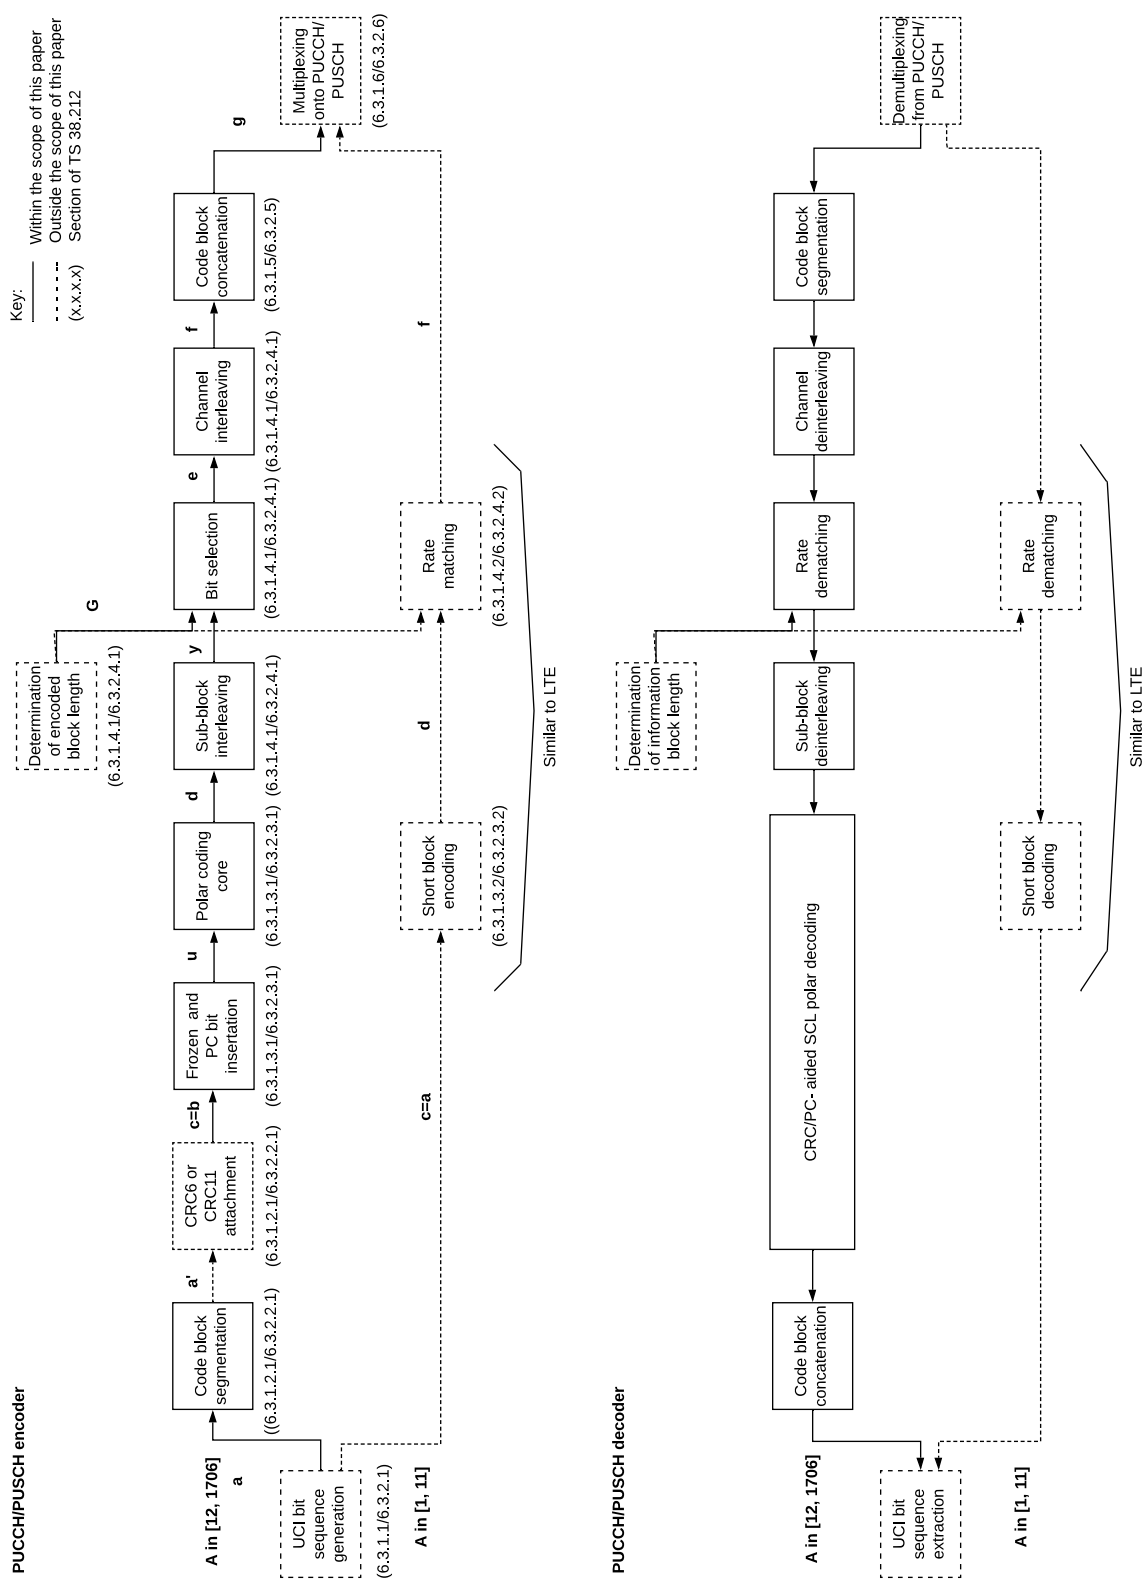 Key:
Within the scope of this paper
Outside the scope of this paper
(x.x.x.x) Section of TS 38.212
PUCCH/PUSCH encoder
Determination
of encoded
block length
(6.3.1.4.1/6.3.2.4.1)
G
A in [12, 1706]
a
UCI bit
sequence
generation
(6.3.1.1/6.3.2.1)
Code block
segmentation
((6.3.1.2.1/6.3.2.2.1)
a'
CRC6 or
CRC11
attachment
(6.3.1.2.1/6.3.2.2.1)
c=b
Frozen and
PC bit
insertation
(6.3.1.3.1/6.3.2.3.1)
u
Polar coding
core
(6.3.1.3.1/6.3.2.3.1)
d
Sub-block
interleaving
(6.3.1.4.1/6.3.2.4.1)
y
Bit selection
(6.3.1.4.1/6.3.2.4.1)
e
Channel
interleaving
(6.3.1.4.1/6.3.2.4.1)
f
Code block
concatenation
(6.3.1.5/6.3.2.5)
g
Multiplexing
onto PUCCH/
PUSCH
(6.3.1.6/6.3.2.6)
A in [1, 11]
c=a
Short block
encoding
(6.3.1.3.2/6.3.2.3.2)
d
Rate
matching
(6.3.1.4.2/6.3.2.4.2)
f
Similar to LTE
PUCCH/PUSCH decoder
Determination
of information
block length
A in [12, 1706]
UCI bit
sequence
extraction
Code block
concatenation
CRC/PC- aided SCL polar decoding
Sub-block
deinterleaving
Rate
dematching
Channel
deinterleaving
Code block
segmentation
Demultiplexing
from PUCCH/
PUSCH
A in [1, 11]
Short block
decoding
Rate
dematching
Similar to LTE